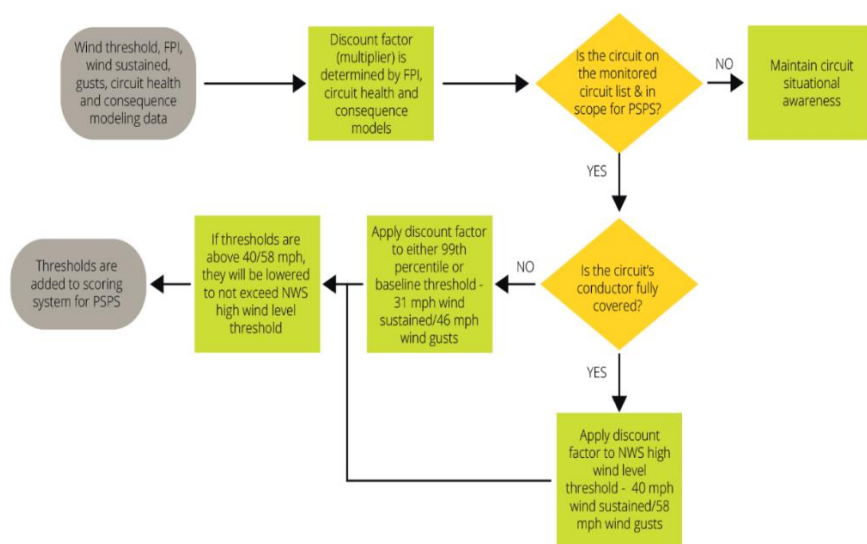 Wind threshold, FPI,
wind sustained,
gusts, circuit health
and consequence
modeling data
Discount factor
(multiplier) is
determined by FPI,
circuit health and
consequence
models
Is the circuit on
the monitored
circuit list & in
scope for PSPS?
NO
Maintain circuit
situational
awareness
YES
Is the circuit's
conductor fully
covered?
NO
Apply discount factor
to either 99th
percentile or
baseline threshold -
31 mph wind
sustained/46 mph
wind gusts
If thresholds are
above 40/58 mph,
they will be lowered
to not exceed NWS
high wind level
threshold
Thresholds are
added to scoring
system for PSPS
YES
Apply discount
factor to NWS high
wind level
threshold - 40 mph
wind sustained/58
mph wind gusts